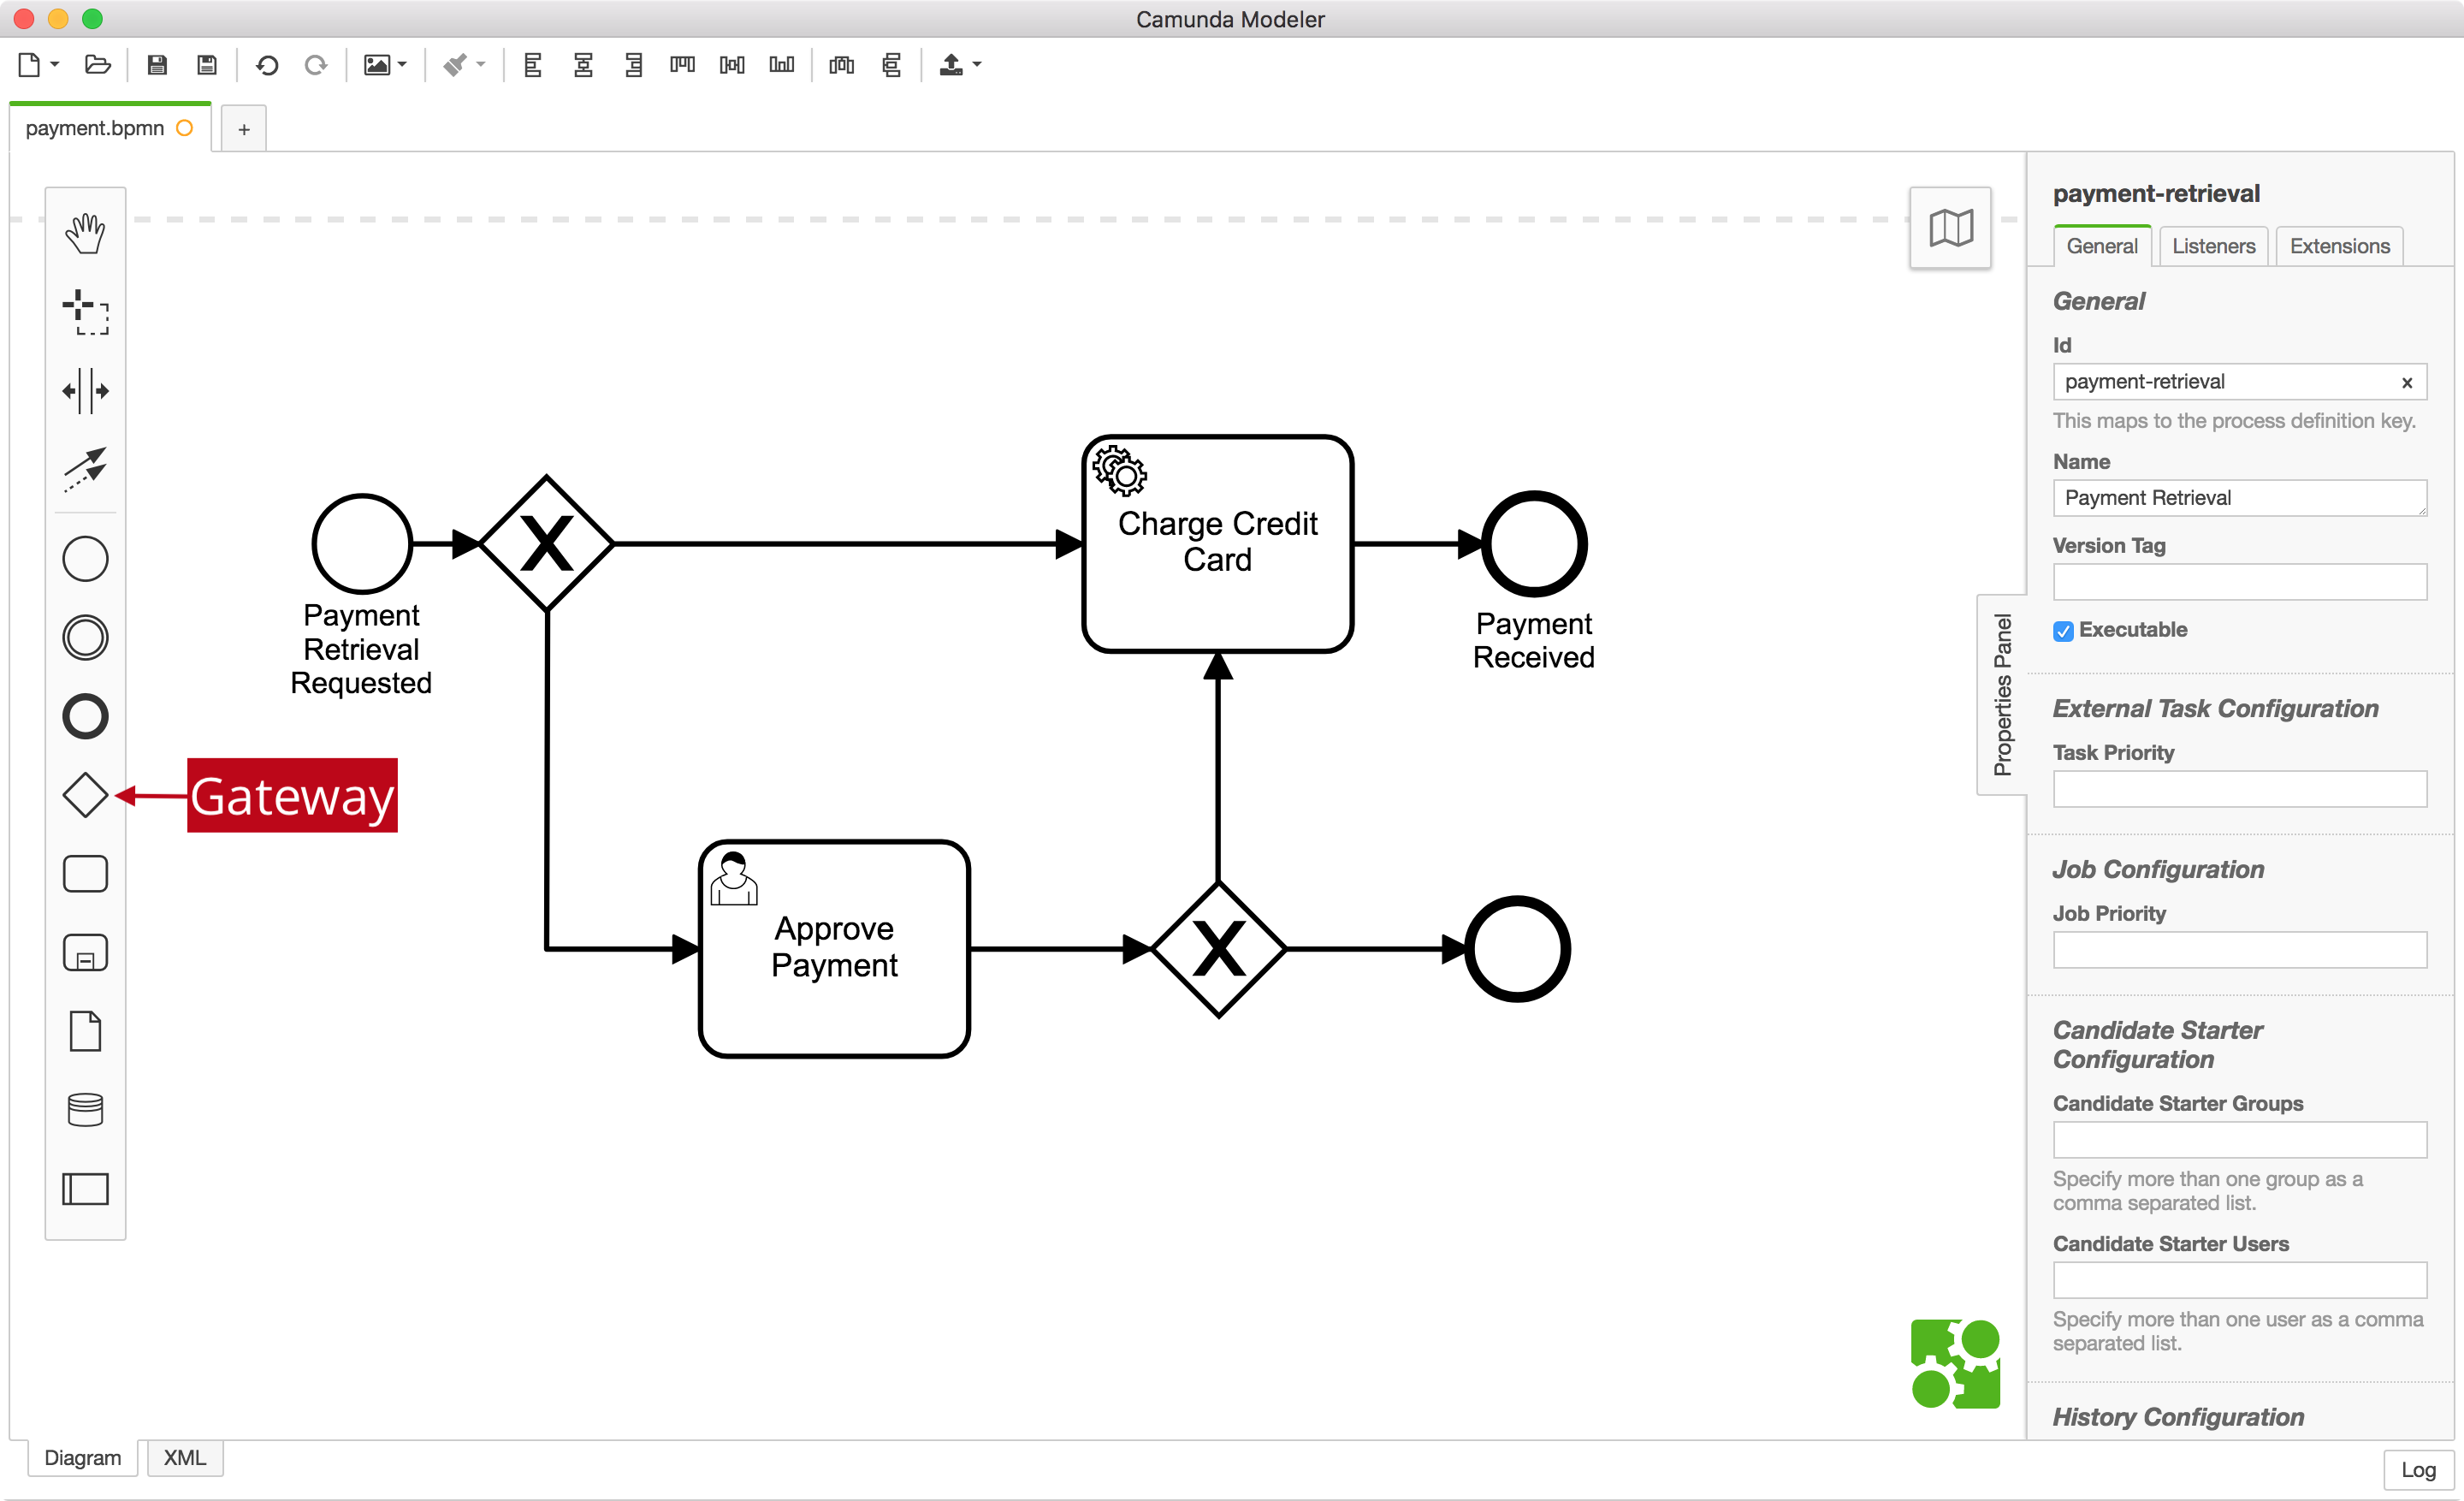 Camunda Modeler
payment.bpmn
+
Payment
Retrieval
Requested
X
Charge Credit
Card
Payment
Received
Gateway
Approve
Payment
X
Properties Panel
payment-retrieval
General
Listeners
Extensions
General
Id
payment-retrieval
x
This maps to the process definition key.
Name
Payment Retrieval
Version Tag
Executable
External Task Configuration
Task Priority
Job Configuration
Job Priority
Candidate Starter
Configuration
Candidate Starter Groups
Specify more than one group as a
comma separated list.
Candidate Starter Users
Specify more than one user as a comma
separated list.
History Configuration
Diagram
XML
Log